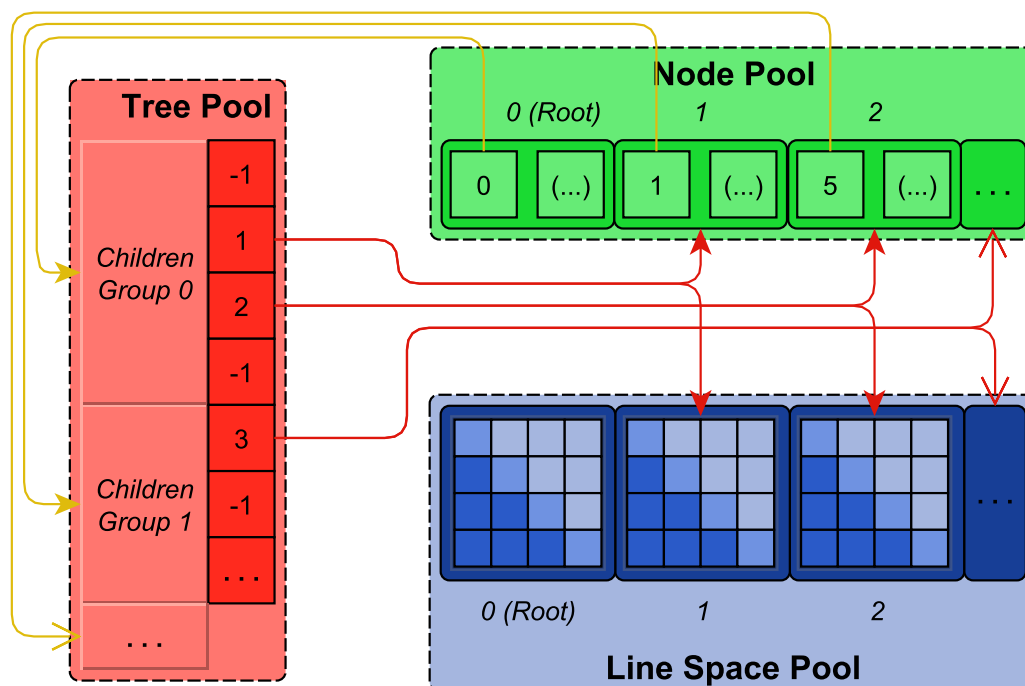 Tree Pool
Children
Group 0
-1
1
2
-1
Children
Group 1
3
-1
...
...
Node Pool
0 (Root) 1 2
0 (...) 1 (...) 5 (...) ...
...
0 (Root) 1 2
Line Space Pool